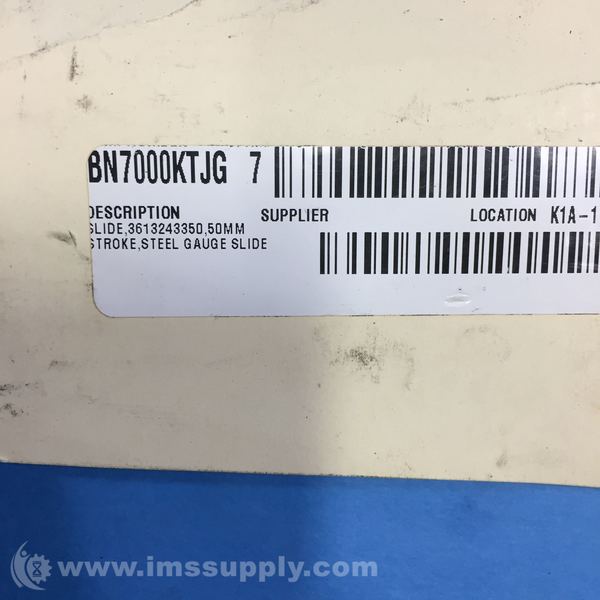 BN7000KTJG 7
DESCRIPTION SUPPLIER LOCATION K1A-1
SLIDE,3613243350,50MM
STROKE,STEEL GAUGE SLIDE
www.imssupply.com